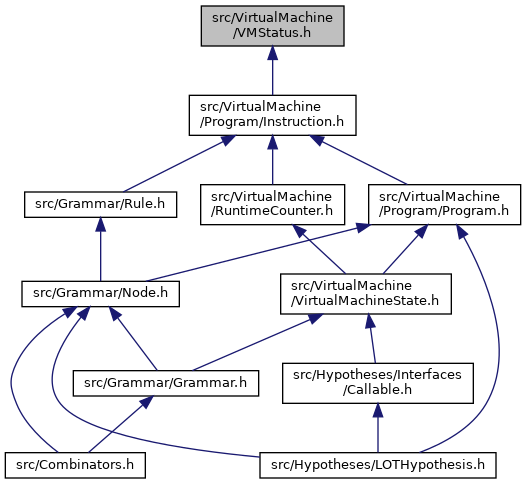 src/VirtualMachine
/VMStatus.h
src/VirtualMachine
/Program/Instruction.h
src/Grammar/Rule.h
src/VirtualMachine
/RuntimeCounter.h
src/VirtualMachine
/Program/Program.h
src/Grammar/Node.h
src/VirtualMachine
/VirtualMachineState.h
src/Grammar/Grammar.h
src/Hypotheses/Interfaces
/Callable.h
src/Combinators.h
src/Hypotheses/LOTHypothesis.h